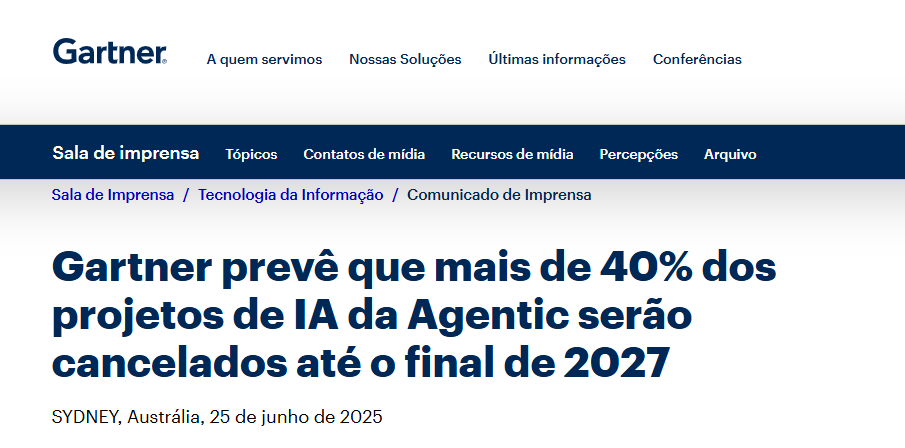 Gartner®
A quem servimos Nossas Soluções Últimas informações Conferências
Sala de imprensa Tópicos Contatos de mídia Recursos de mídia Percepções Arquivo
Sala de Imprensa / Tecnologia da Informação / Comunicado de Imprensa
Gartner prevê que mais de 40% dos
projetos de IA da Agentic serão
cancelados até o final de 2027
SYDNEY, Austrália, 25 de junho de 2025